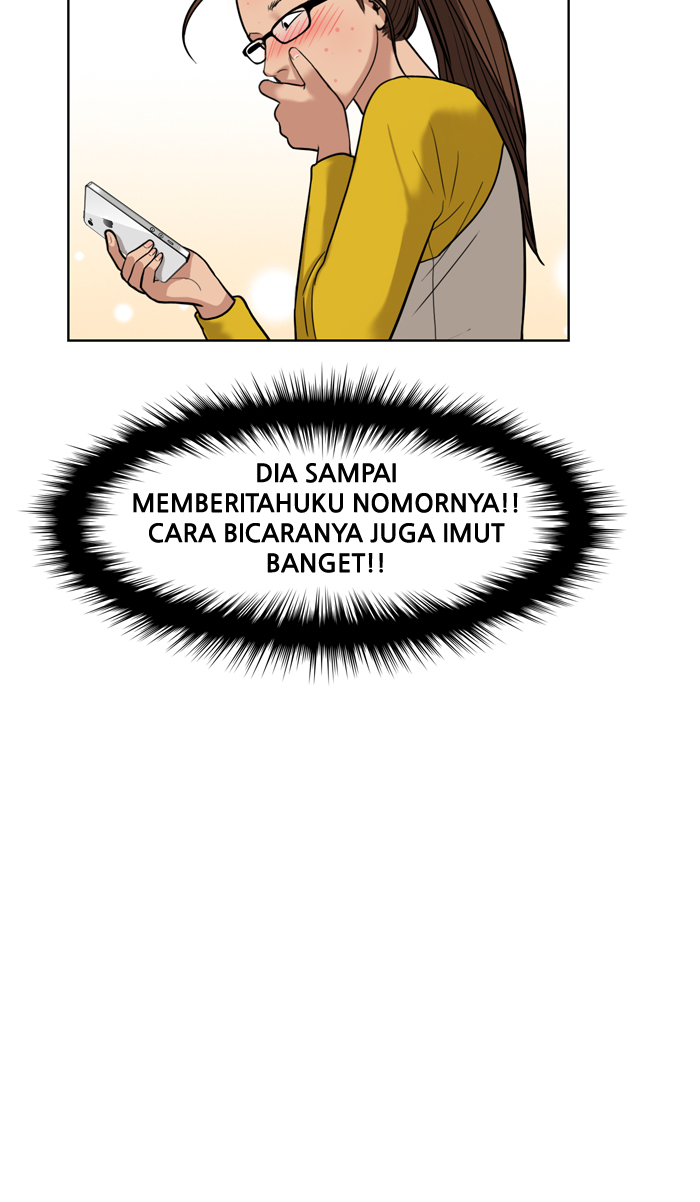 DIA SAMPAI
MEMBERITAHUKU NOMORNYA!!
CARA BICARANYA JUGA IMUT
BANGET!!